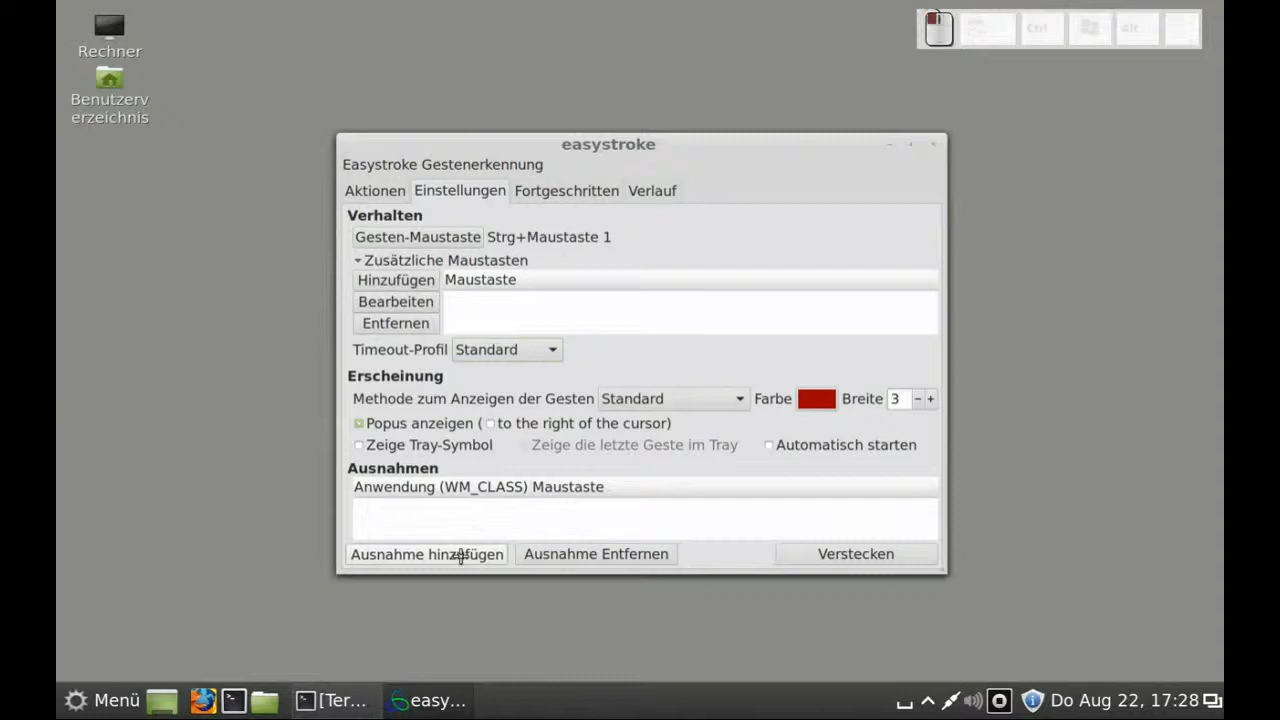 Rechner
Benutzerv
erzeichnis
Ctrl
Alt
easystroke
Easystroke Gestenerkennung
Aktionen Einstellungen Fortgeschritten Verlauf
Verhalten
Gesten-Maustaste Strg+Maustaste 1
Zusätzliche Maustasten
Hinzufügen Maustaste
Bearbeiten
Entfernen
Timeout-Profil Standard
Erscheinung
Methode zum Anzeigen der Gesten Standard Farbe Breite 3 - +
Popus anzeigen ( to the right of the cursor)
Zeige Tray-Symbol Zeige die letzte Geste im Tray Automatisch starten
Ausnahmen
Anwendung (WM_CLASS) Maustaste
Ausnahme hinzufügen Ausnahme Entfernen Verstecken
Menü [Ter... easy... Do Aug 22, 17:28